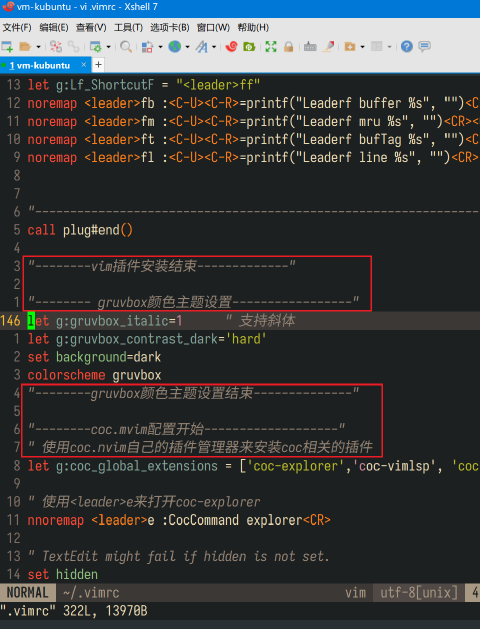 vm-kubuntu - vi .vimrc - Xshell 7
文件(F) 编辑(E) 查看(V) 工具(T) 选项卡(B) 窗口(W) 帮助(H)
1 vm-kubuntu × +
13 let g:Lf_ShortcutF = "<leader>ff"
12 noremap <leader>fb :<C-U><C-R>=printf("Leaderf buffer %s", "")<C
11 noremap <leader>fm :<C-U><C-R>=printf("Leaderf mru %s", "")<CR><
10 noremap <leader>ft :<C-U><C-R>=printf("Leaderf bufTag %s", "")<C
9 noremap <leader>fl :<C-U><C-R>=printf("Leaderf line %s", "")<CR>
8
7
6 "----------------------------------------------------------------
5 call plug#end()
4
3 "--------vim插件安装结束-------------"
2
1 "-------- gruvbox颜色主题设置-----------------"
146 let g:gruvbox_italic=1 " 支持斜体
1 let g:gruvbox_contrast_dark='hard'
2 set background=dark
3 colorscheme gruvbox
4 "--------gruvbox颜色主题设置结束--------------"
5
6 "--------coc.mvim配置开始-------------------"
7 " 使用coc.nvim自己的插件管理器来安装coc相关的插件
8 let g:coc_global_extensions = ['coc-explorer','coc-vimlsp', 'coc
9
10 " 使用<leader>e来打开coc-explorer
11 nnoremap <leader>e :CocCommand explorer<CR>
12
13 " TextEdit might fail if hidden is not set.
14 set hidden
NORMAL ~/.vimrc vim utf-8[unix] 4
".vimrc" 322L, 13970B